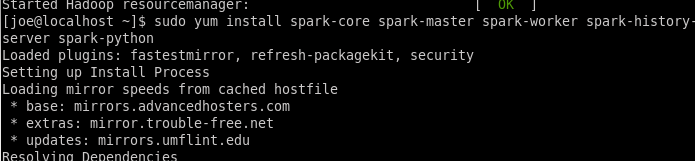 Started Hadoop resourcemanager: [ OK ]
[joe@localhost ~]$ sudo yum install spark-core spark-master spark-worker spark-history-
server spark-python
Loaded plugins: fastestmirror, refresh-packagekit, security
Setting up Install Process
Loading mirror speeds from cached hostfile
* base: mirrors.advancedhosters.com
* extras: mirror.trouble-free.net
* updates: mirrors.umflint.edu
Resolving Dependencies